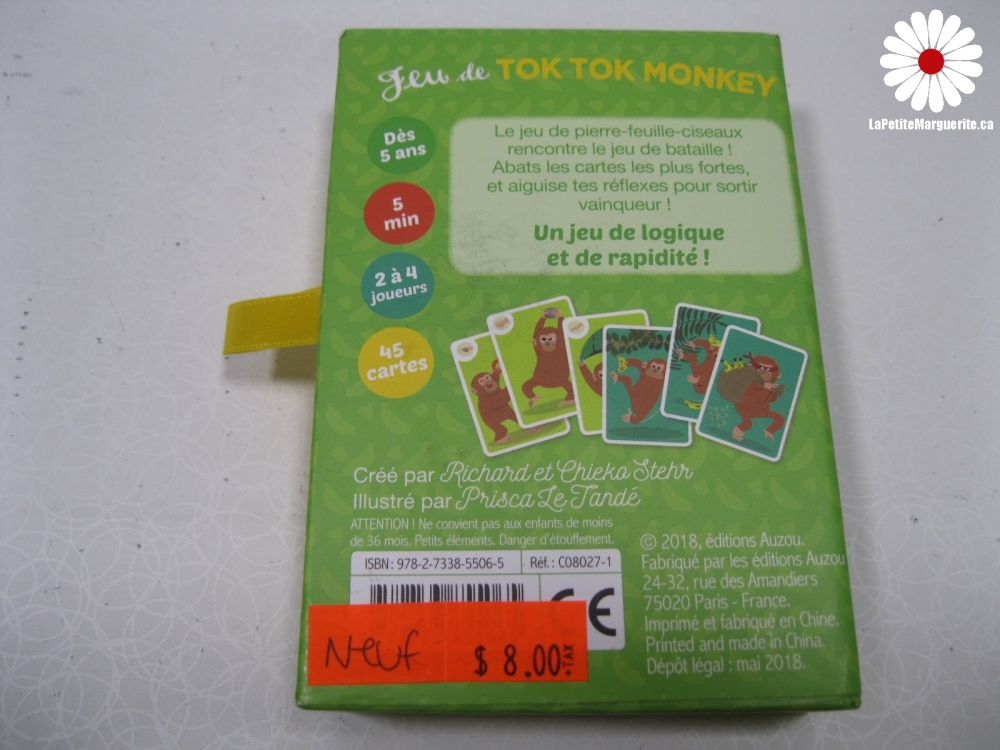 LaPetiteMarguerite.ca
Jeu de TOK TOK MONKEY
Dès
5 ans
5
min
2 à 4
joueurs
45
cartes
Le jeu de pierre-feuille-ciseaux
rencontre le jeu de bataille !
Abats les cartes les plus fortes,
et aiguise tes réflexes pour sortir
vainqueur !
Un jeu de logique
et de rapidité !
Créé par Richard et Chieko Stehr
Illustré par Prisca Le Tandé
ATTENTION ! Ne convient pas aux enfants de moins
de 36 mois. Petits éléments. Danger d'étouffement.
ISBN : 978-2-7338-5506-5
Réf. : C08027-1
CE
Neuf
$ 8.00 +TAX
© 2018, éditions Auzou.
Fabriqué par les éditions Auzou
24-32, rue des Amandiers
75020 Paris - France.
Imprimé et fabriqué en Chine.
Printed and made in China.
Dépôt légal : mai 2018.